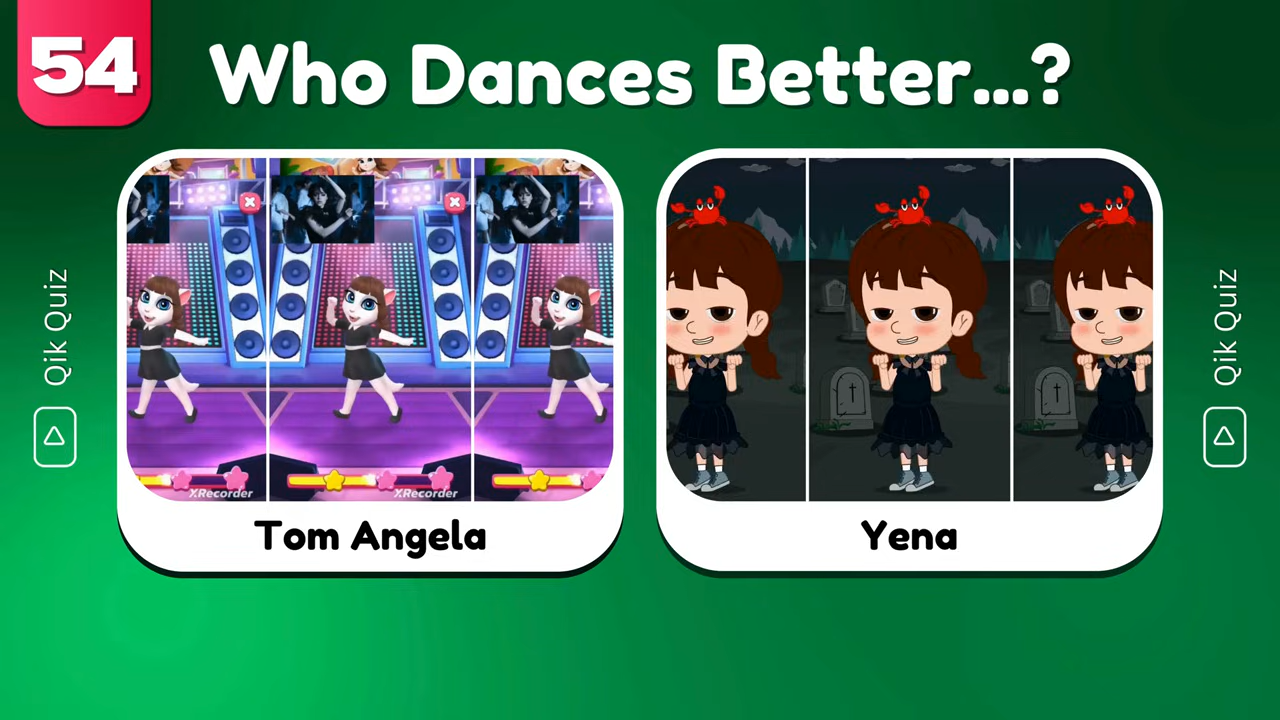 54
Who Dances Better...?
Qik Quiz
Qik Quiz
XRecorder
XRecorder
Tom Angela
Yena